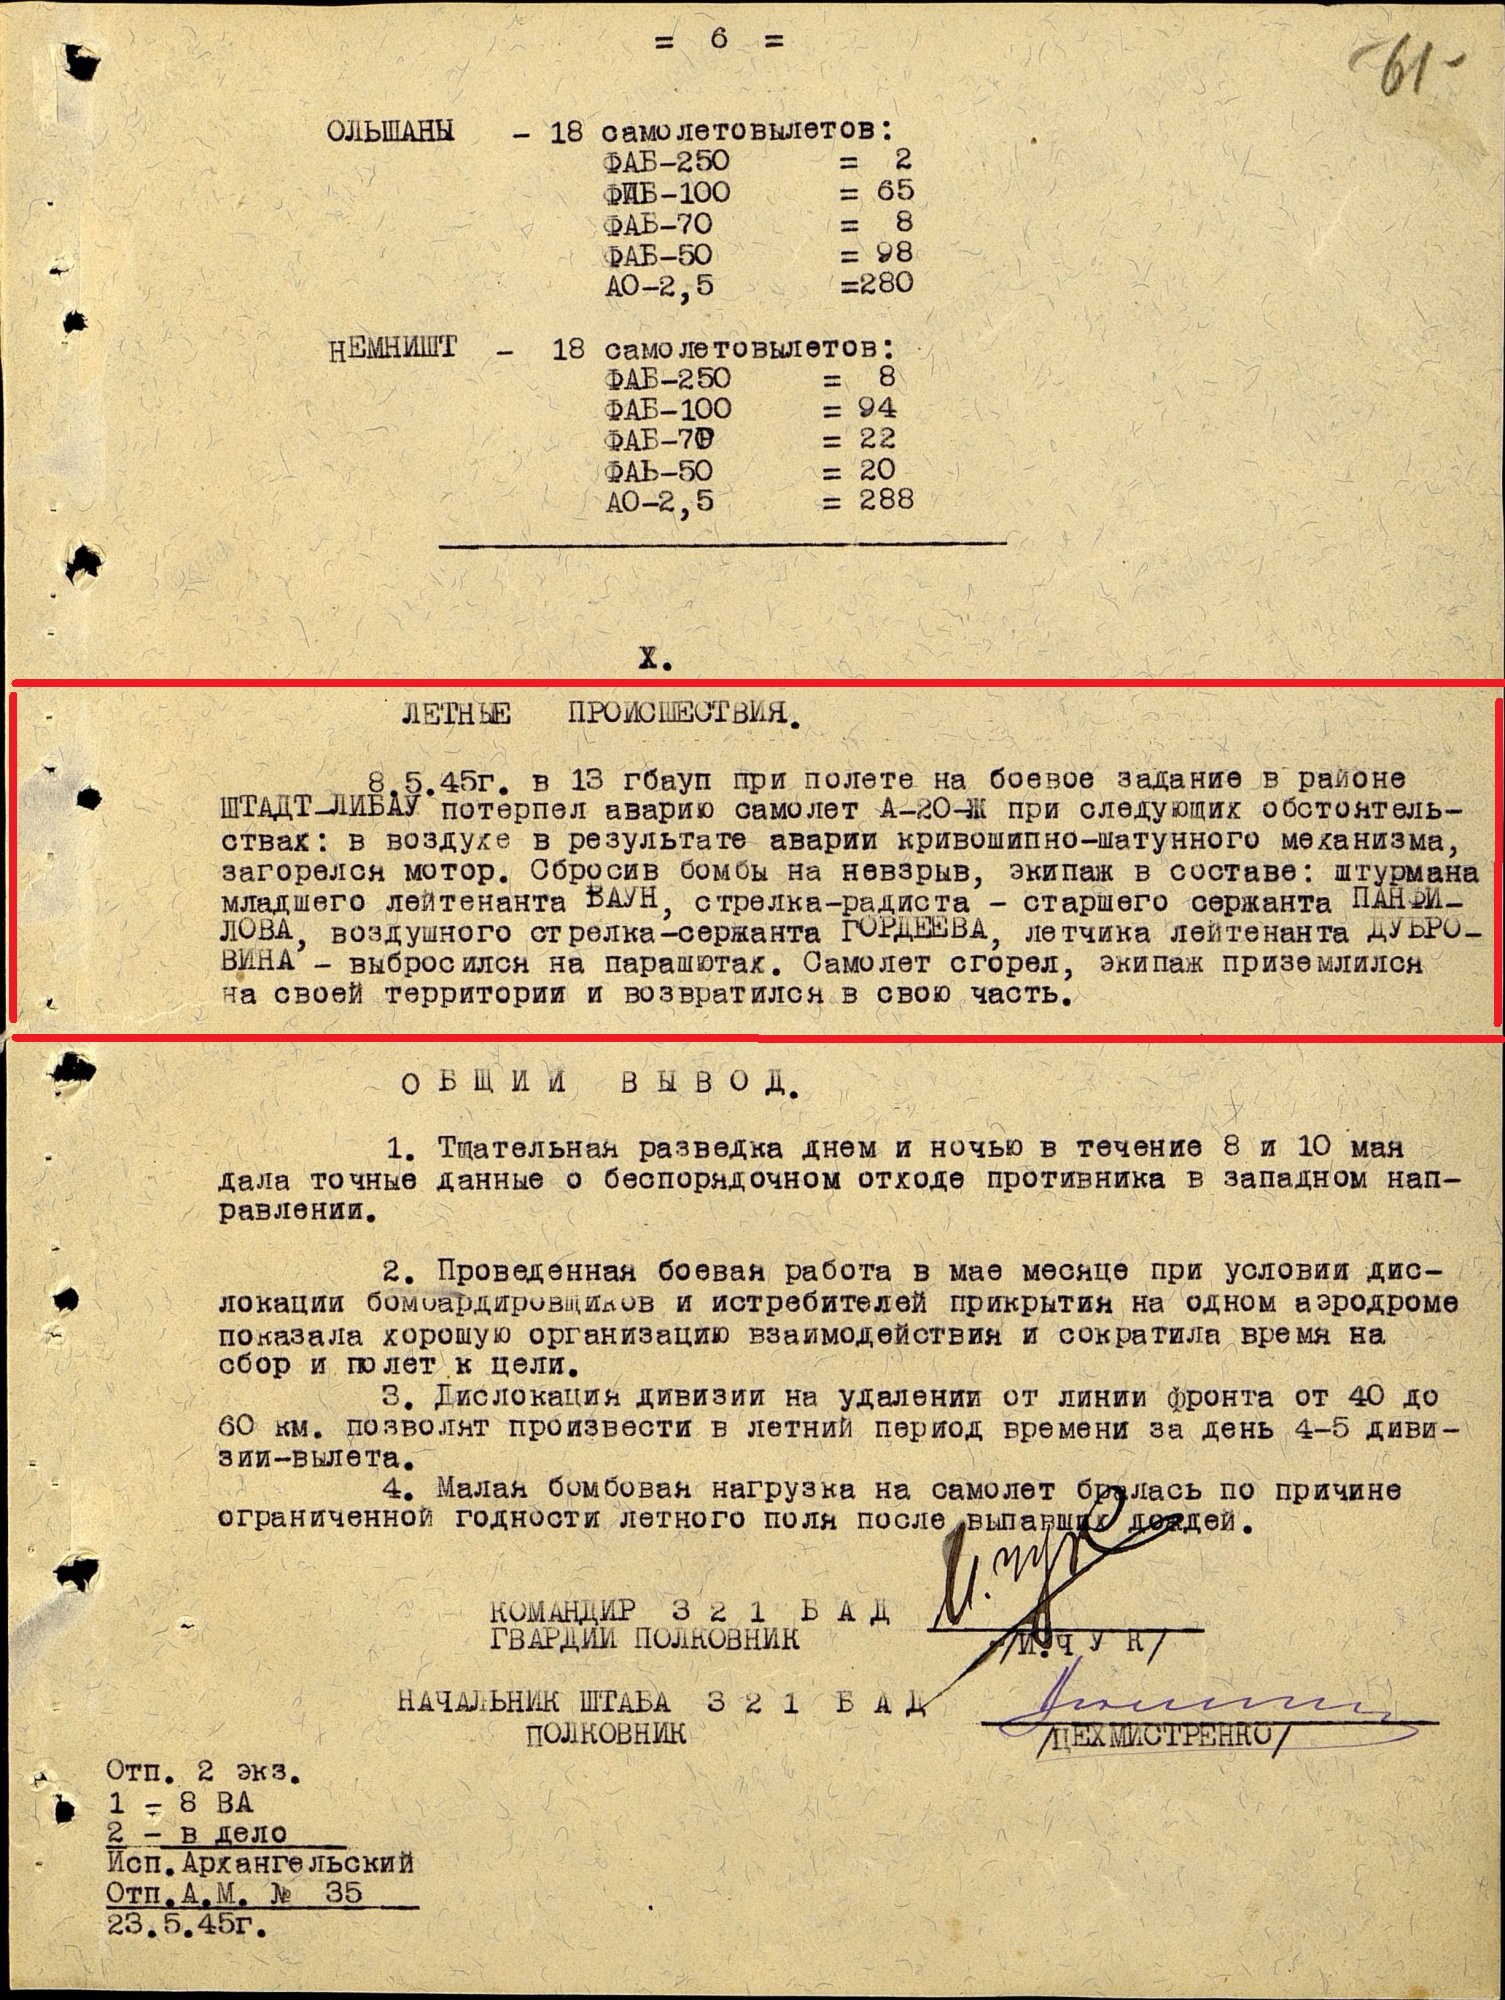 = 6 =
-61-
ОЛЬШАНЫ - 18 самолетовылетов:
ФАБ-250 = 2
ФАБ-100 = 65
ФАБ-70 = 8
ФАБ-50 = 98
АО-2,5 =280
НЕМНИШТ - 18 самолетовылетов:
ФАБ-250 = 8
ФАБ-100 = 94
ФАБ-70 = 22
ФАБ-50 = 20
АО-2,5 = 288
X.
ЛЕТНЫЕ ПРОИСШЕСТВИЯ.
8.5.45г. в 13 гбауп при полете на боевое задание в районе
ШТАДТ-ЛИБАУ потерпел аварию самолет А-20-Ж при следующих обстоятель-
ствах: в воздухе в результате аварии кривошипно-шатунного механизма,
загорелся мотор. Сбросив бомбы на невзрыв, экипаж в составе: штурмана
младшего лейтенанта ВАУН, стрелка-радиста - старшего сержанта ПАНФИ-
ЛОВА, воздушного стрелка-сержанта ГОРДЕЕВА, летчика лейтенанта ДУБРО-
ВИНА - выбросился на парашютах. Самолет сгорел, экипаж приземлился
на своей территории и возвратился в свою часть.
ОБЩИЙ ВЫВОД.
1. Тщательная разведка днем и ночью в течение 8 и 10 мая
дала точные данные о беспорядочном отходе противника в западном нап-
равлении.
2. Проведенная боевая работа в мае месяце при условии дис-
локации бомбардировщиков и истребителей прикрытия на одном аэродроме
показала хорошую организацию взаимодействия и сократила время на
сбор и полет к цели.
3. Дислокация дивизии на удалении от линии фронта от 40 до
60 км. позволят произвести в летний период времени за день 4-5 диви-
зии-вылета.
4. Малая бомбовая нагрузка на самолет бралась по причине
ограниченной годности летного поля после выпавших дождей.
КОМАНДИР 321 БАД
ГВАРДИИ ПОЛКОВНИК /И.ЧУК/
НАЧАЛЬНИК ШТАБА 321 БАД
ПОЛКОВНИК /ЦЕХМИСТРЕНКО/
Отп. 2 экз.
1 - 8 ВА
2 - в дело
Исп.Архангельский
Отп.А.М. № 35
23.5.45г.